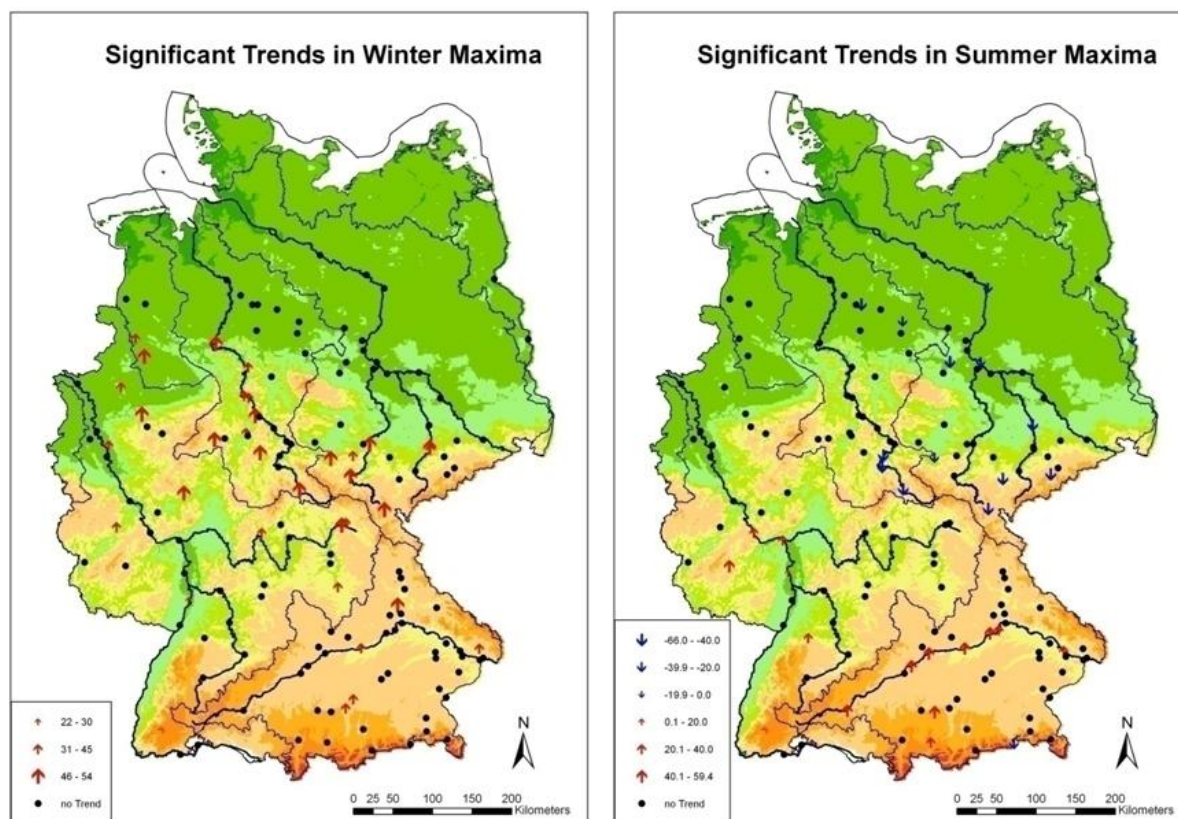 Significant Trends in Winter Maxima
22 - 30
31 - 45
46 - 54
no Trend
N
0 25 50 100 150 200
Kilometers
Significant Trends in Summer Maxima
-66.0 - -40.0
-39.9 - -20.0
-19.9 - 0.0
0.1 - 20.0
20.1 - 40.0
40.1 - 59.4
no Trend
N
0 25 50 100 150 200
Kilometers